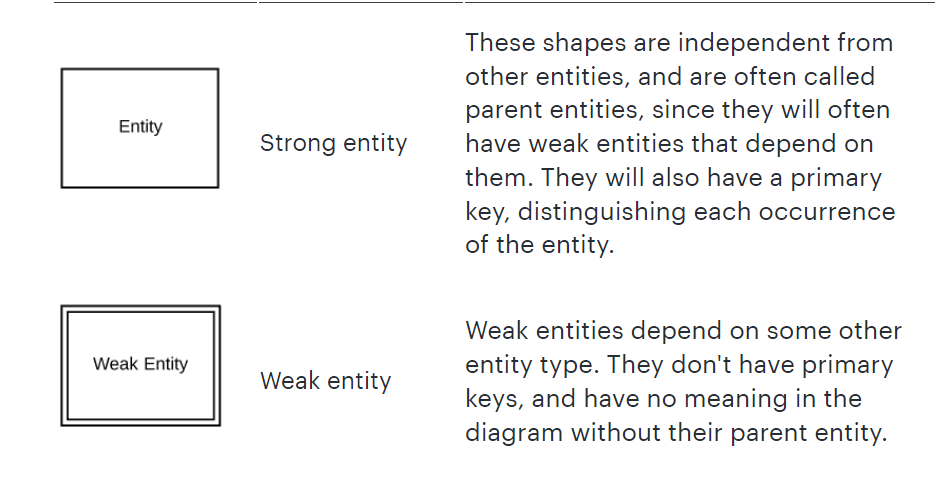 Entity
Strong entity
These shapes are independent from
other entities, and are often called
parent entities, since they will often
have weak entities that depend on
them. They will also have a primary
key, distinguishing each occurrence
of the entity.
Weak Entity
Weak entity
Weak entities depend on some other
entity type. They don't have primary
keys, and have no meaning in the
diagram without their parent entity.